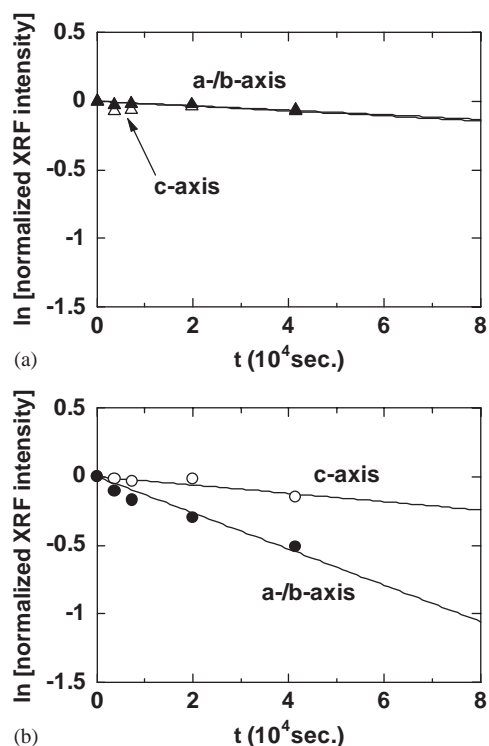 0.5
0
-0.5
-1
-1.5
ln [normalized XRF intensity]
a-/b-axis
c-axis
0 2 4 6 8
(a)
t (10⁴sec.)
0.5
0
-0.5
-1
-1.5
ln [normalized XRF intensity]
c-axis
a-/b-axis
0 2 4 6 8
(b)
t (10⁴sec.)